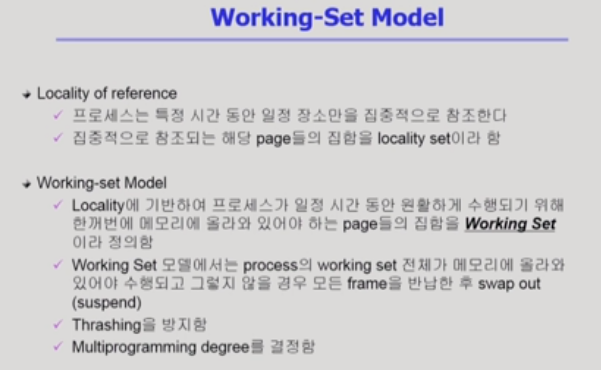 Working-Set Model
Locality of reference
프로세스는 특정 시간 동안 일정 장소만을 집중적으로 참조한다
집중적으로 참조되는 해당 page들의 집합을 locality set이라 함
Working-set Model
Locality에 기반하여 프로세스가 일정 시간 동안 원활하게 수행되기 위해
한꺼번에 메모리에 올라와 있어야 하는 page들의 집합을 Working Set
이라 정의함
Working Set 모델에서는 process의 working set 전체가 메모리에 올라와
있어야 수행되고 그렇지 않을 경우 모든 frame을 반납한 후 swap out
(suspend)
Thrashing을 방지함
Multiprogramming degree를 결정함